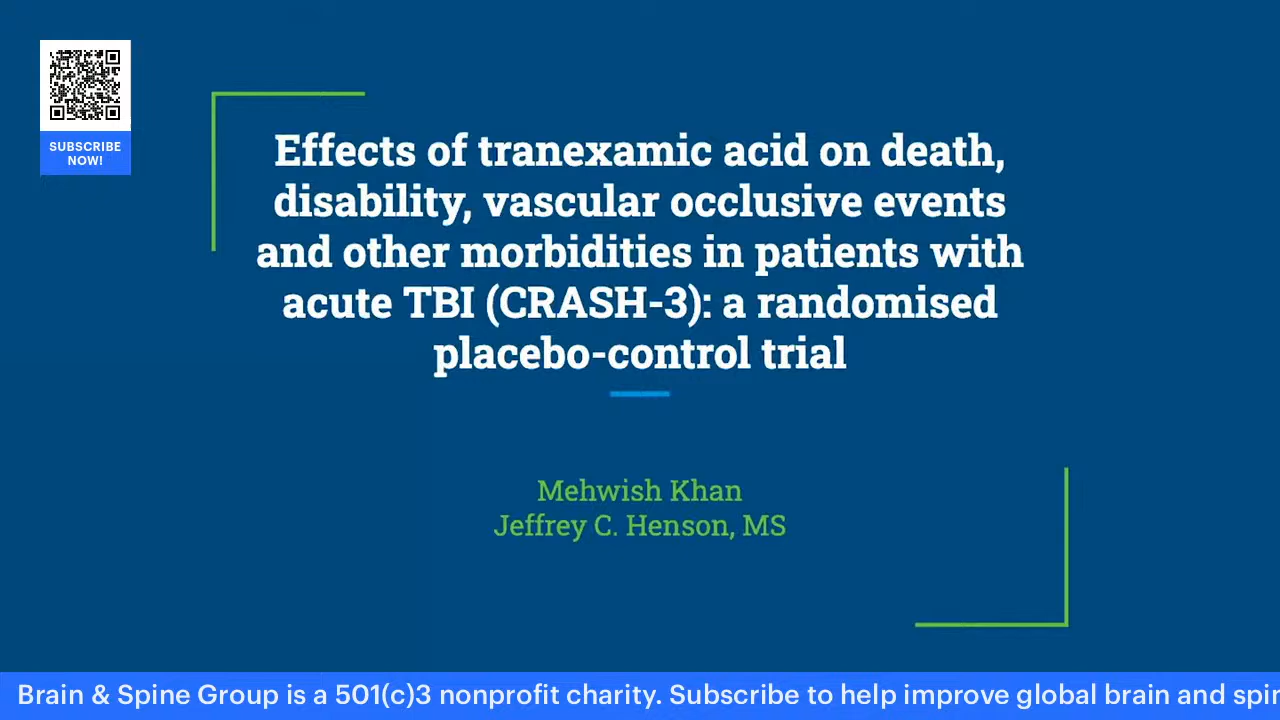 SUBSCRIBE
NOW!
Effects of tranexamic acid on death,
disability, vascular occlusive events
and other morbidities in patients with
acute TBI (CRASH-3): a randomised
placebo-control trial
Mehwish Khan
Jeffrey C. Henson, MS
Brain & Spine Group is a 501(c)3 nonprofit charity. Subscribe to help improve global brain and